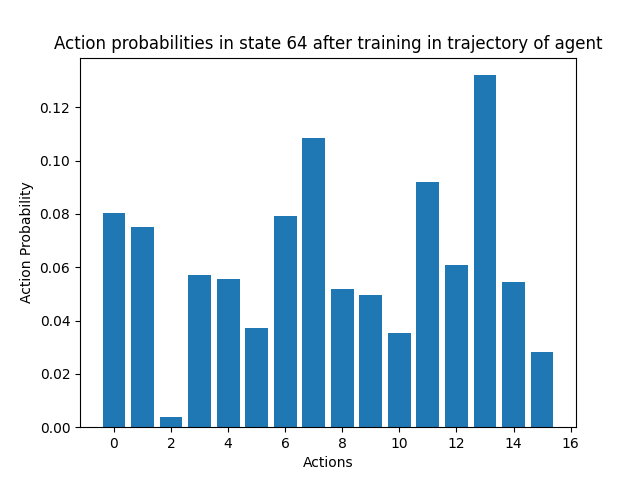 Action probabilities in state 64 after training in trajectory of agent
0.12
0.10
0.08
0.06
0.04
0.02
0.00
Action Probability
0 2 4 6 8 10 12 14 16
Actions